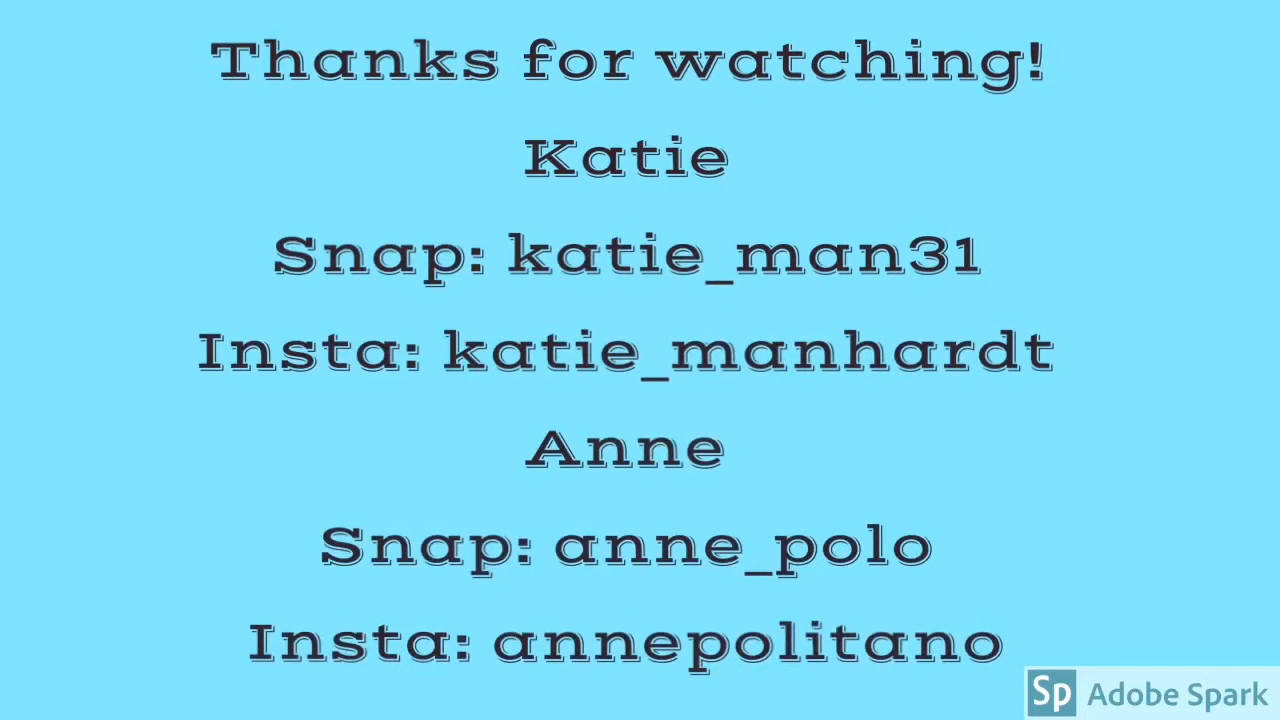 Thanks for watching!
Katie
Snap: katie_man31
Insta: katie_manhardt
Anne
Snap: anne_polo
Insta: annepolitano
Sp Adobe Spark